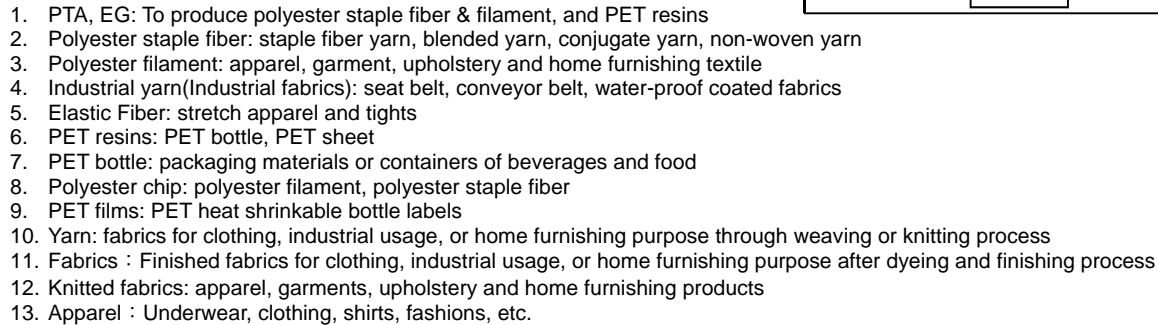 1. PTA, EG: To produce polyester staple fiber & filament, and PET resins
2. Polyester staple fiber: staple fiber yarn, blended yarn, conjugate yarn, non-woven yarn
3. Polyester filament: apparel, garment, upholstery and home furnishing textile
4. Industrial yarn(Industrial fabrics): seat belt, conveyor belt, water-proof coated fabrics
5. Elastic Fiber: stretch apparel and tights
6. PET resins: PET bottle, PET sheet
7. PET bottle: packaging materials or containers of beverages and food
8. Polyester chip: polyester filament, polyester staple fiber
9. PET films: PET heat shrinkable bottle labels
10. Yarn: fabrics for clothing, industrial usage, or home furnishing purpose through weaving or knitting process
11. Fabrics：Finished fabrics for clothing, industrial usage, or home furnishing purpose after dyeing and finishing process
12. Knitted fabrics: apparel, garments, upholstery and home furnishing products
13. Apparel：Underwear, clothing, shirts, fashions, etc.